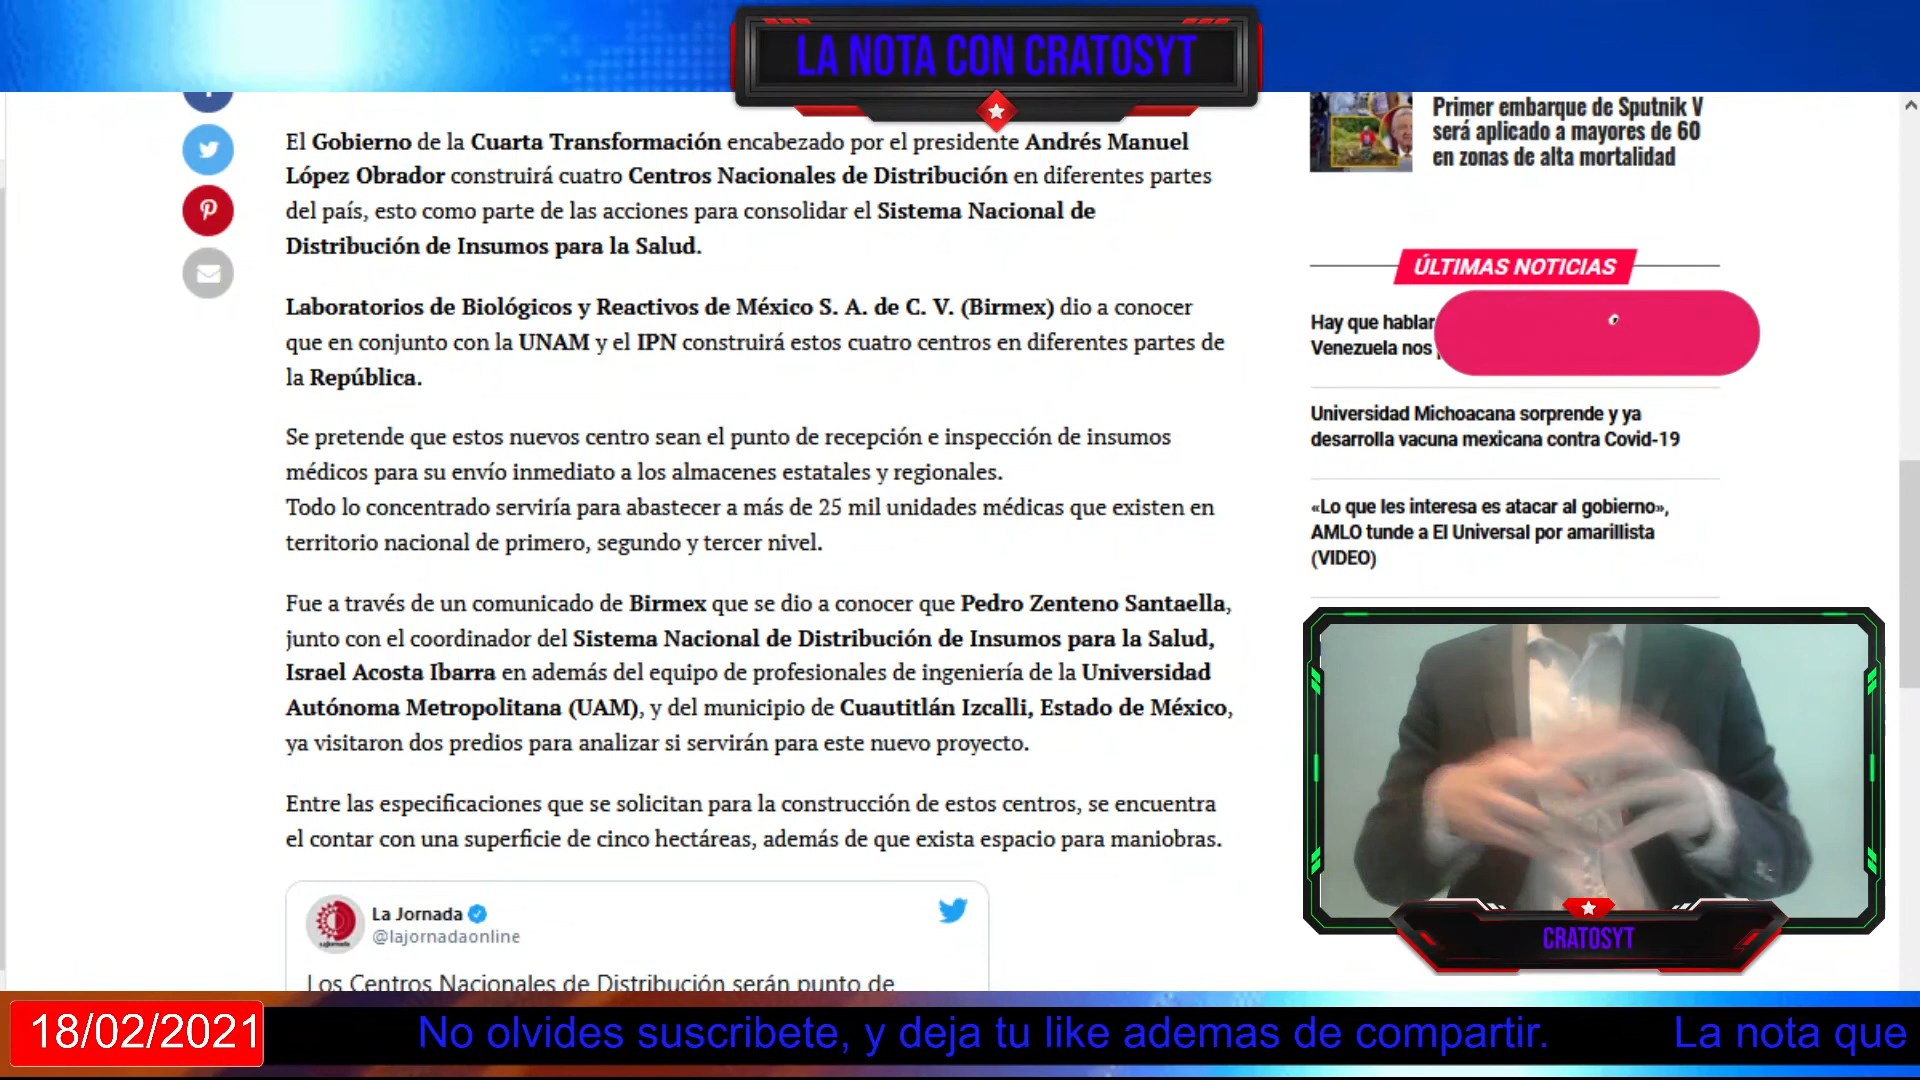 LA NOTA CON CRATOSYT
El Gobierno de la Cuarta Transformación encabezado por el presidente Andrés Manuel
López Obrador construirá cuatro Centros Nacionales de Distribución en diferentes partes
del país, esto como parte de las acciones para consolidar el Sistema Nacional de
Distribución de Insumos para la Salud.
Laboratorios de Biológicos y Reactivos de México S. A. de C. V. (Birmex) dio a conocer
que en conjunto con la UNAM y el IPN construirá estos cuatro centros en diferentes partes de
la República.
Se pretende que estos nuevos centro sean el punto de recepción e inspección de insumos
médicos para su envío inmediato a los almacenes estatales y regionales.
Todo lo concentrado serviría para abastecer a más de 25 mil unidades médicas que existen en
territorio nacional de primero, segundo y tercer nivel.
Fue a través de un comunicado de Birmex que se dio a conocer que Pedro Zenteno Santaella,
junto con el coordinador del Sistema Nacional de Distribución de Insumos para la Salud,
Israel Acosta Ibarra en además del equipo de profesionales de ingeniería de la Universidad
Autónoma Metropolitana (UAM), y del municipio de Cuautitlán Izcalli, Estado de México,
ya visitaron dos predios para analizar si servirán para este nuevo proyecto.
Entre las especificaciones que se solicitan para la construcción de estos centros, se encuentra
el contar con una superficie de cinco hectáreas, además de que exista espacio para maniobras.
La Jornada
@lajornadaonline
Los Centros Nacionales de Distribución serán punto de
Primer embarque de Sputnik V
será aplicado a mayores de 60
en zonas de alta mortalidad
ÚLTIMAS NOTICIAS
Hay que hablar
Venezuela nos
Universidad Michoacana sorprende y ya
desarrolla vacuna mexicana contra Covid-19
«Lo que les interesa es atacar al gobierno»,
AMLO tunde a El Universal por amarillista
(VIDEO)
CRATOSYT
18/02/2021
No olvides suscribete, y deja tu like ademas de compartir.
La nota que